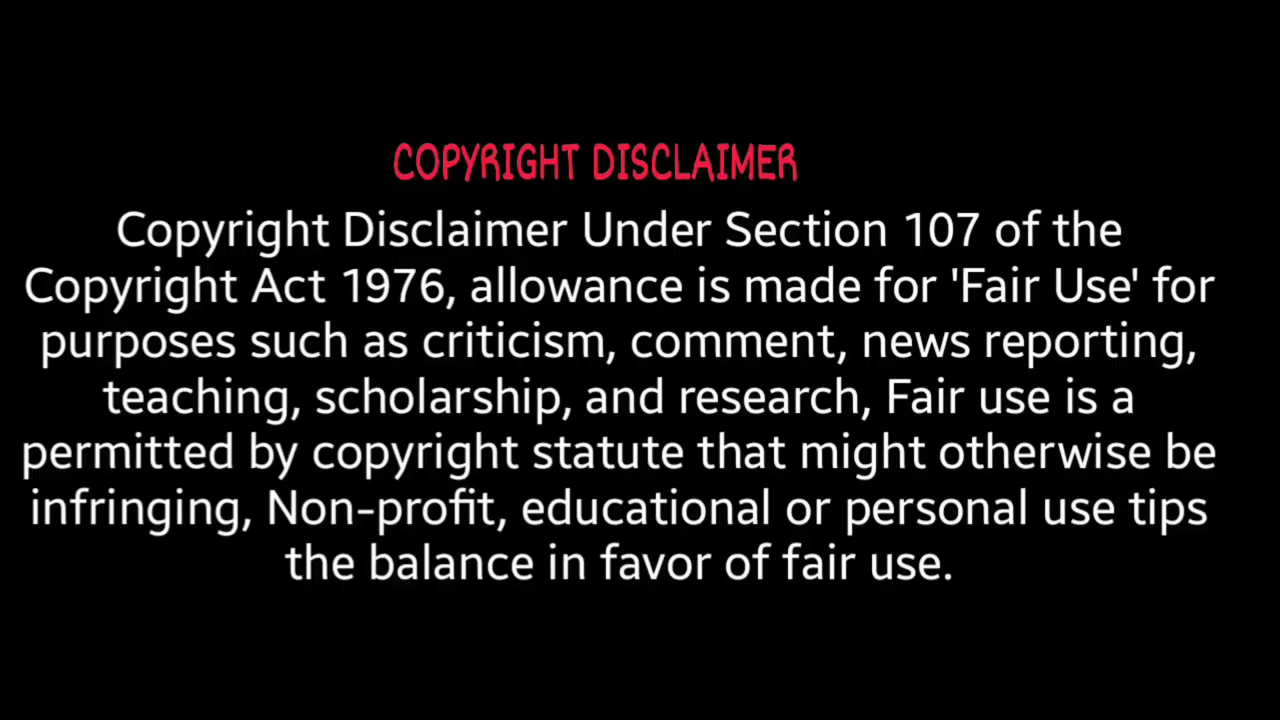 COPYRIGHT DISCLAIMER
Copyright Disclaimer Under Section 107 of the
Copyright Act 1976, allowance is made for 'Fair Use' for
purposes such as criticism, comment, news reporting,
teaching, scholarship, and research, Fair use is a
permitted by copyright statute that might otherwise be
infringing, Non-profit, educational or personal use tips
the balance in favor of fair use.